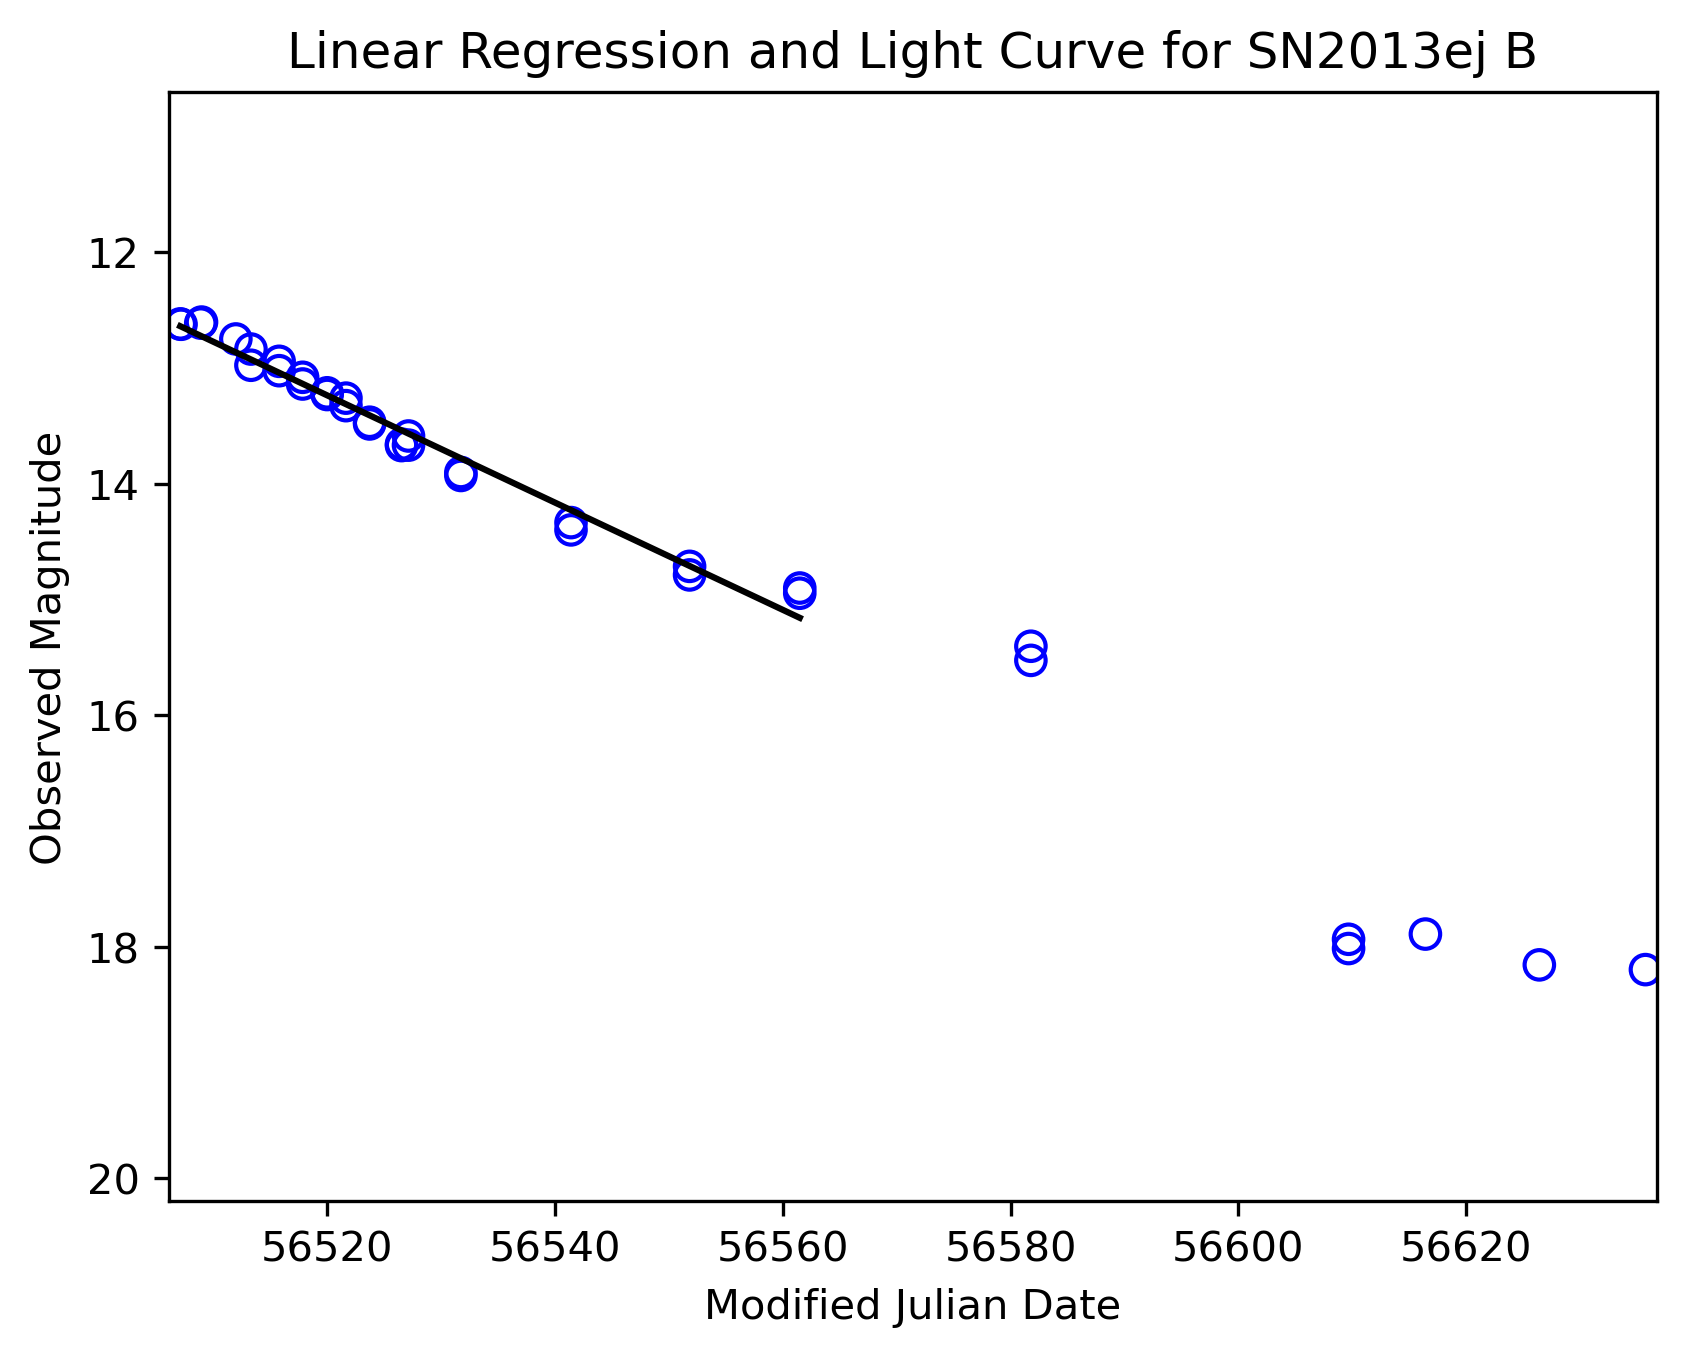 Linear Regression and Light Curve for SN2013ej B
12
14
16
18
20
Observed Magnitude
56520 56540 56560 56580 56600 56620
Modified Julian Date